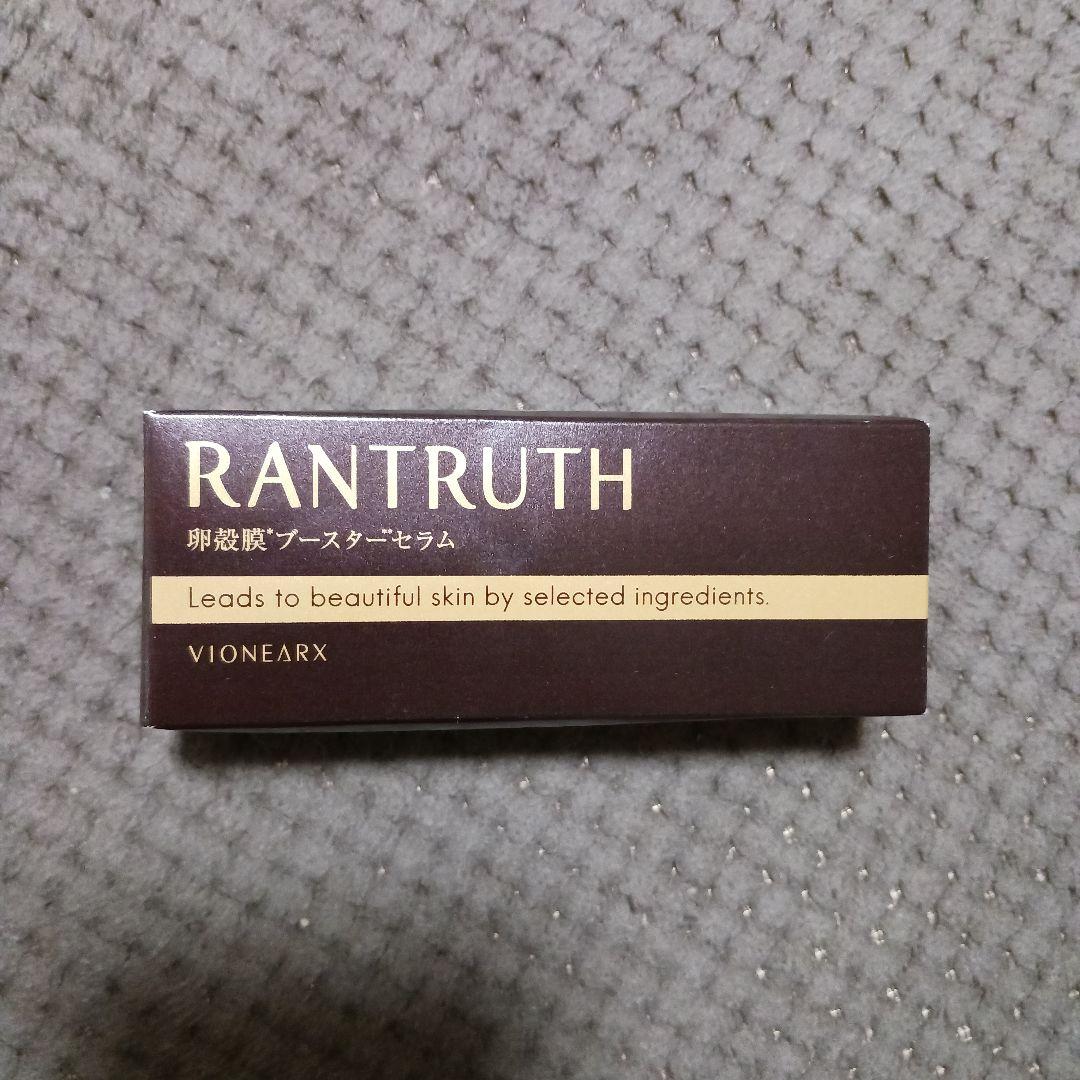 RANTRUTH
卵殻膜*ブースター**セラム
Leads to beautiful skin by selected ingredients.
VIONEARX